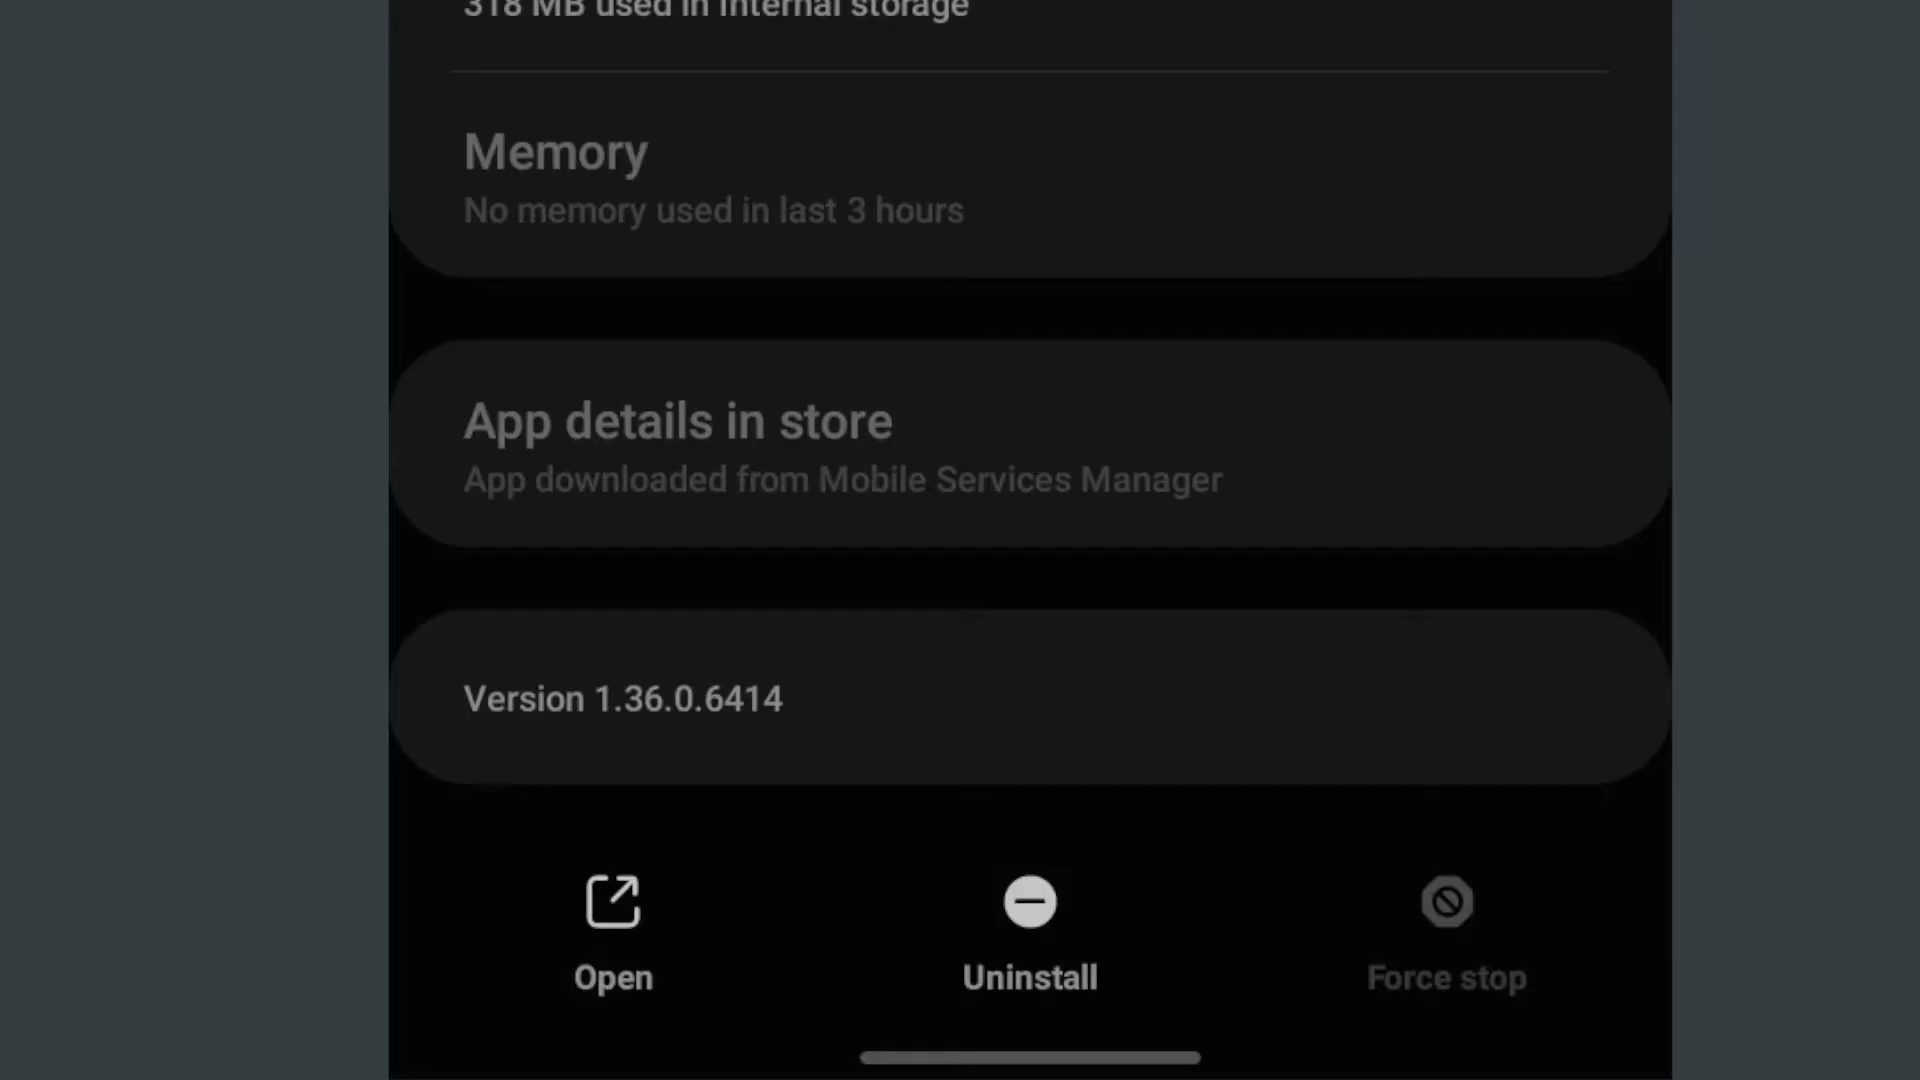 318 MB used in Internal storage
Memory
No memory used in last 3 hours
App details in store
App downloaded from Mobile Services Manager
Version 1.36.0.6414
Open
Uninstall
Force stop